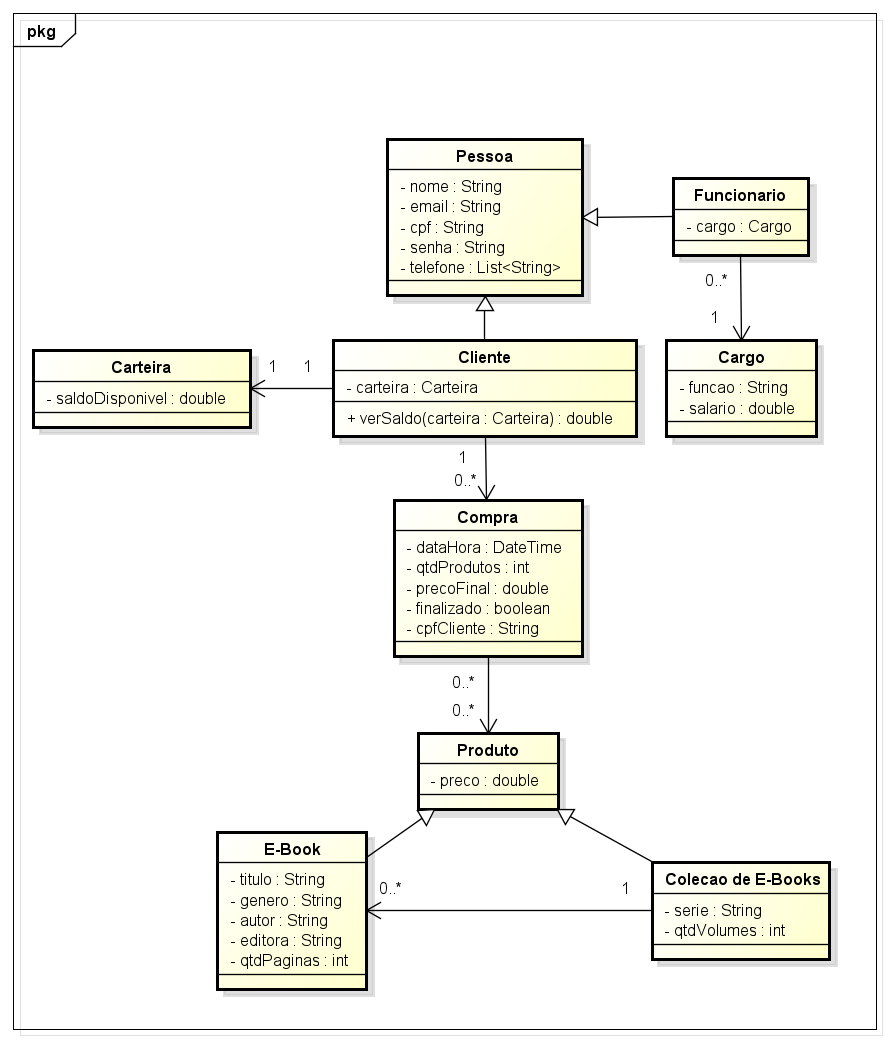 pkg
Pessoa
- nome : String
- email : String
- cpf : String
- senha : String
- telefone : List<String>
Funcionario
- cargo : Cargo
0..*
1
Cargo
- funcao : String
- salario : double
Carteira
- saldoDisponivel : double
1
1
Cliente
- carteira : Carteira
+ verSaldo(carteira : Carteira) : double
1
0..*
Compra
- dataHora : DateTime
- qtdProdutos : int
- precoFinal : double
- finalizado : boolean
- cpfCliente : String
0..*
0..*
Produto
- preco : double
E-Book
- titulo : String
- genero : String
- autor : String
- editora : String
- qtdPaginas : int
0..*
1
Colecao de E-Books
- serie : String
- qtdVolumes : int